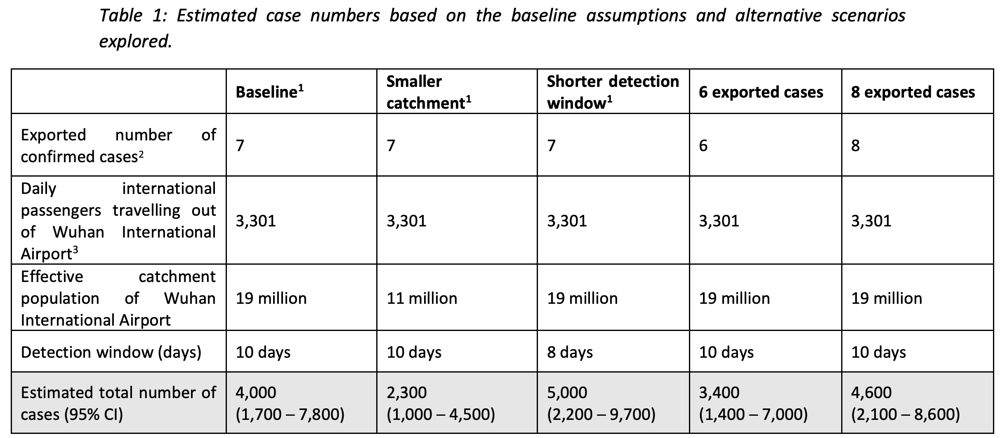 Table 1: Estimated case numbers based on the baseline assumptions and alternative scenarios
explored.
Baseline¹
Smaller
catchment¹
Shorter detection
window¹
6 exported cases
8 exported cases
Exported number of
confirmed cases²
7
7
7
6
8
Daily international
passengers travelling out
of Wuhan International
Airport³
3,301
3,301
3,301
3,301
3,301
Effective catchment
population of Wuhan
International Airport
19 million
11 million
19 million
19 million
19 million
Detection window (days)
10 days
10 days
8 days
10 days
10 days
Estimated total number of
cases (95% CI)
4,000
(1,700 – 7,800)
2,300
(1,000 – 4,500)
5,000
(2,200 – 9,700)
3,400
(1,400 – 7,000)
4,600
(2,100 – 8,600)